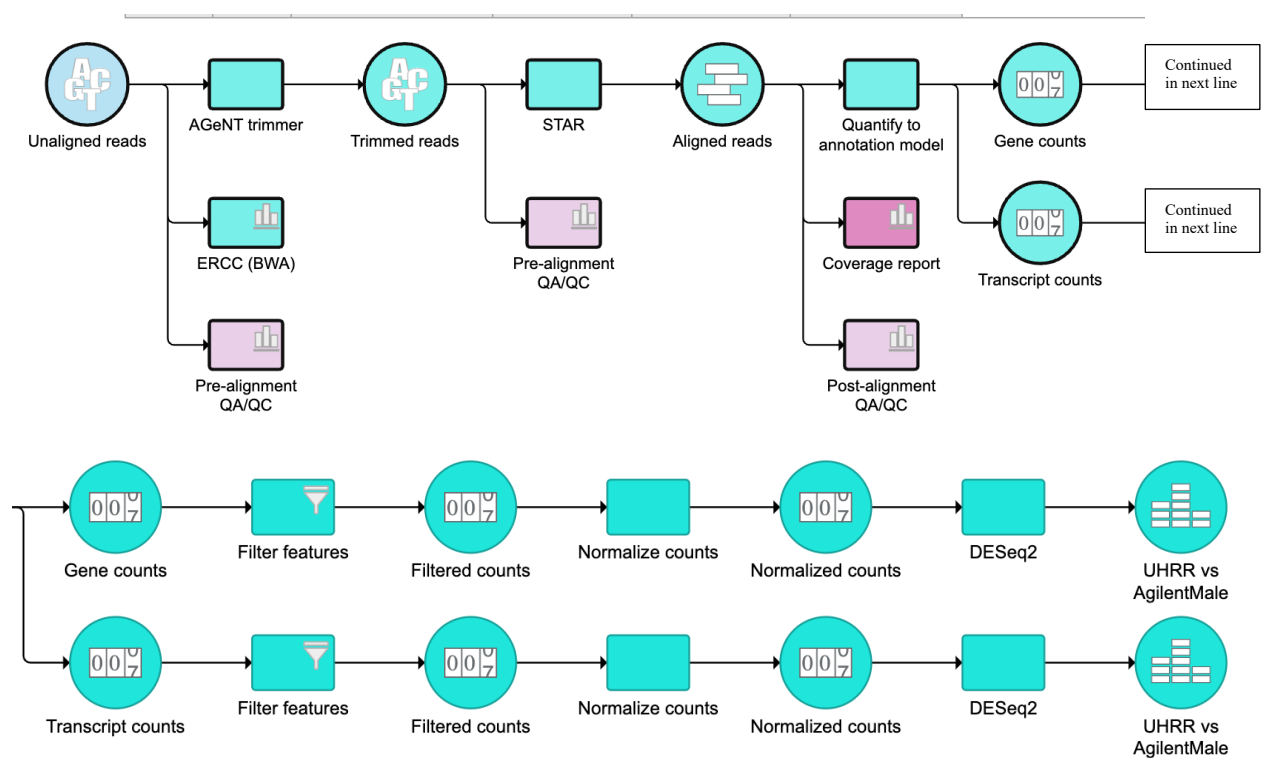 Continued
in next line
Unaligned reads
AGeNT trimmer
Trimmed reads
STAR
Aligned reads
Quantify to
annotation model
Gene counts
Continued
in next line
ERCC (BWA)
Pre-alignment
QA/QC
Coverage report
Transcript counts
Pre-alignment
QA/QC
Post-alignment
QA/QC
Gene counts
Filter features
Filtered counts
Normalize counts
Normalized counts
DESeq2
UHRR vs
AgilentMale
Transcript counts
Filter features
Filtered counts
Normalize counts
Normalized counts
DESeq2
UHRR vs
AgilentMale